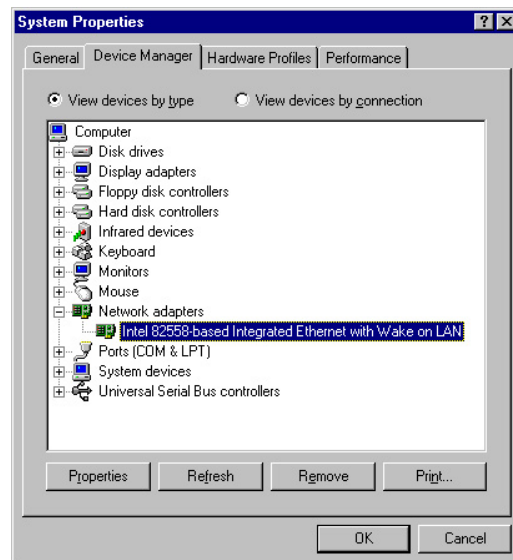 System Properties
General Device Manager Hardware Profiles Performance
View devices by type View devices by connection
Computer
Disk drives
Display adapters
Floppy disk controllers
Hard disk controllers
Infrared devices
Keyboard
Monitors
Mouse
Network adapters
Intel 82558-based Integrated Ethernet with Wake on LAN
Ports (COM & LPT)
System devices
Universal Serial Bus controllers
Properties Refresh Remove Print...
OK Cancel